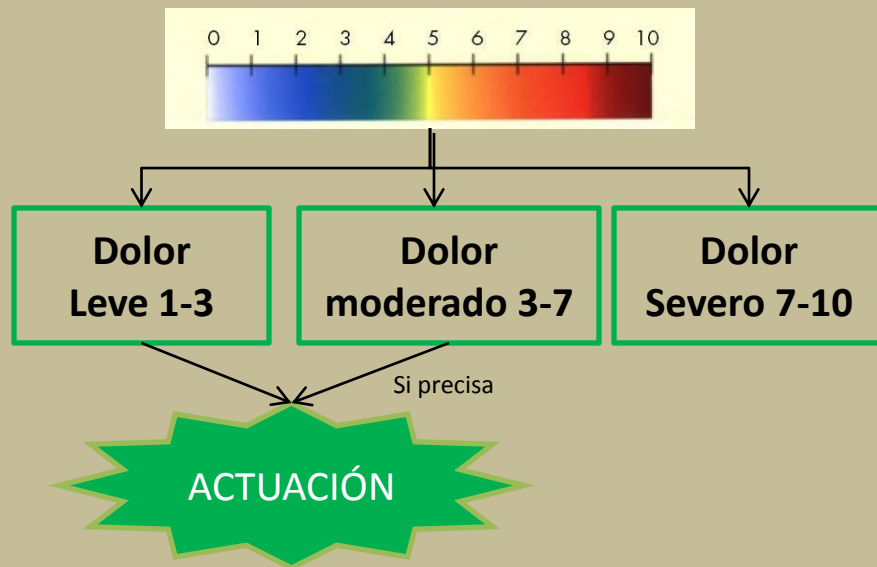 0 1 2 3 4 5 6 7 8 9 10
Dolor
Leve 1-3
Dolor
moderado 3-7
Dolor
Severo 7-10
Si precisa
ACTUACIÓN